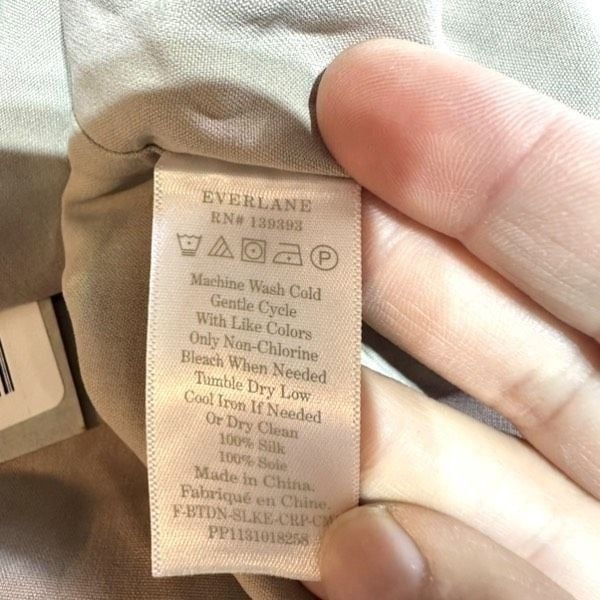 EVERLANE
RN# 139393
P
Machine Wash Cold
Gentle Cycle
With Like Colors
Only Non-Chlorine
Bleach When Needed
Tumble Dry Low
Cool Iron If Needed
Or Dry Clean
100% Silk
100% Soie
Made in China.
Fabriqué en Chine.
PP1131018258